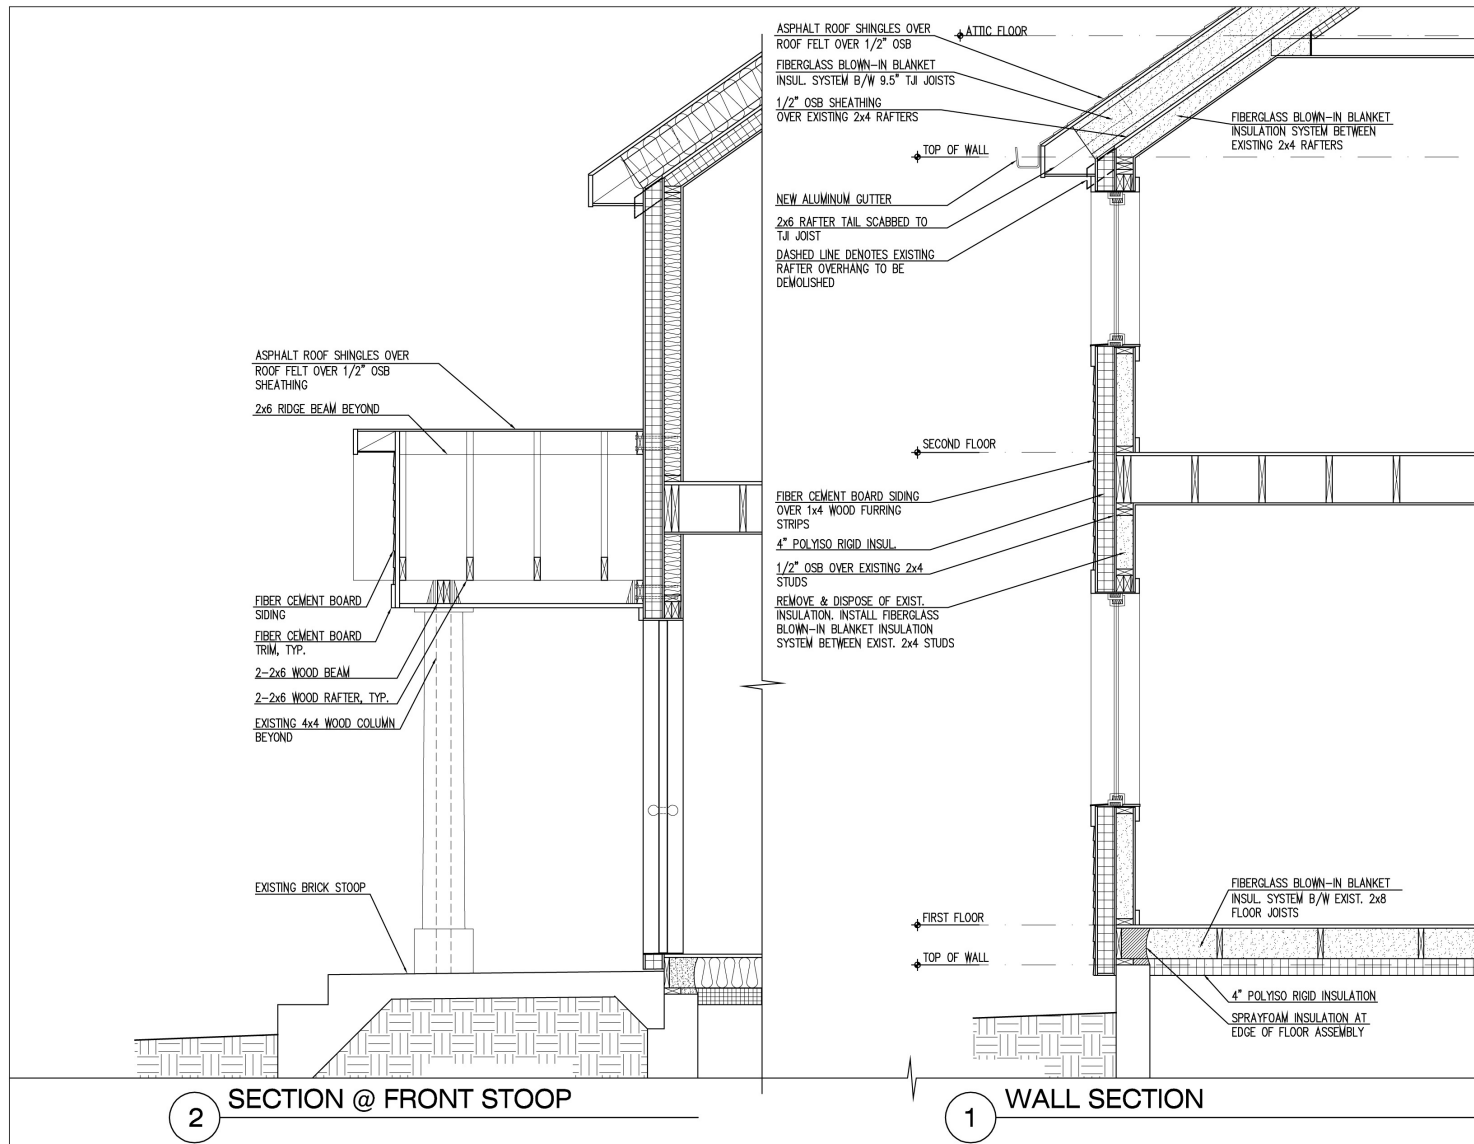 ASPHALT ROOF SHINGLES OVER
ROOF FELT OVER 1/2" OSB
SHEATHING
2x6 RIDGE BEAM BEYOND
FIBER CEMENT BOARD
SIDING
FIBER CEMENT BOARD
TRIM, TYP.
2-2x6 WOOD BEAM
2-2x6 WOOD RAFTER, TYP.
EXISTING 4x4 WOOD COLUMN
BEYOND
EXISTING BRICK STOOP
2
SECTION @ FRONT STOOP
ASPHALT ROOF SHINGLES OVER
ROOF FELT OVER 1/2" OSB
FIBERGLASS BLOWN-IN BLANKET
INSUL. SYSTEM B/W 9.5" TJI JOISTS
1/2" OSB SHEATHING
OVER EXISTING 2x4 RAFTERS
ATTIC FLOOR
FIBERGLASS BLOWN-IN BLANKET
INSULATION SYSTEM BETWEEN
EXISTING 2x4 RAFTERS
TOP OF WALL
NEW ALUMINUM GUTTER
2x6 RAFTER TAIL SCABBED TO
TJI JOIST
DASHED LINE DENOTES EXISTING
RAFTER OVERHANG TO BE
DEMOLISHED
SECOND FLOOR
FIBER CEMENT BOARD SIDING
OVER 1x4 WOOD FURRING
STRIPS
4" POLYISO RIGID INSUL.
1/2" OSB OVER EXISTING 2x4
STUDS
REMOVE & DISPOSE OF EXIST.
INSULATION. INSTALL FIBERGLASS
BLOWN-IN BLANKET INSULATION
SYSTEM BETWEEN EXIST. 2x4 STUDS
FIBERGLASS BLOWN-IN BLANKET
INSUL. SYSTEM B/W EXIST. 2x8
FLOOR JOISTS
FIRST FLOOR
TOP OF WALL
4" POLYISO RIGID INSULATION
SPRAYFOAM INSULATION AT
EDGE OF FLOOR ASSEMBLY
1
WALL SECTION